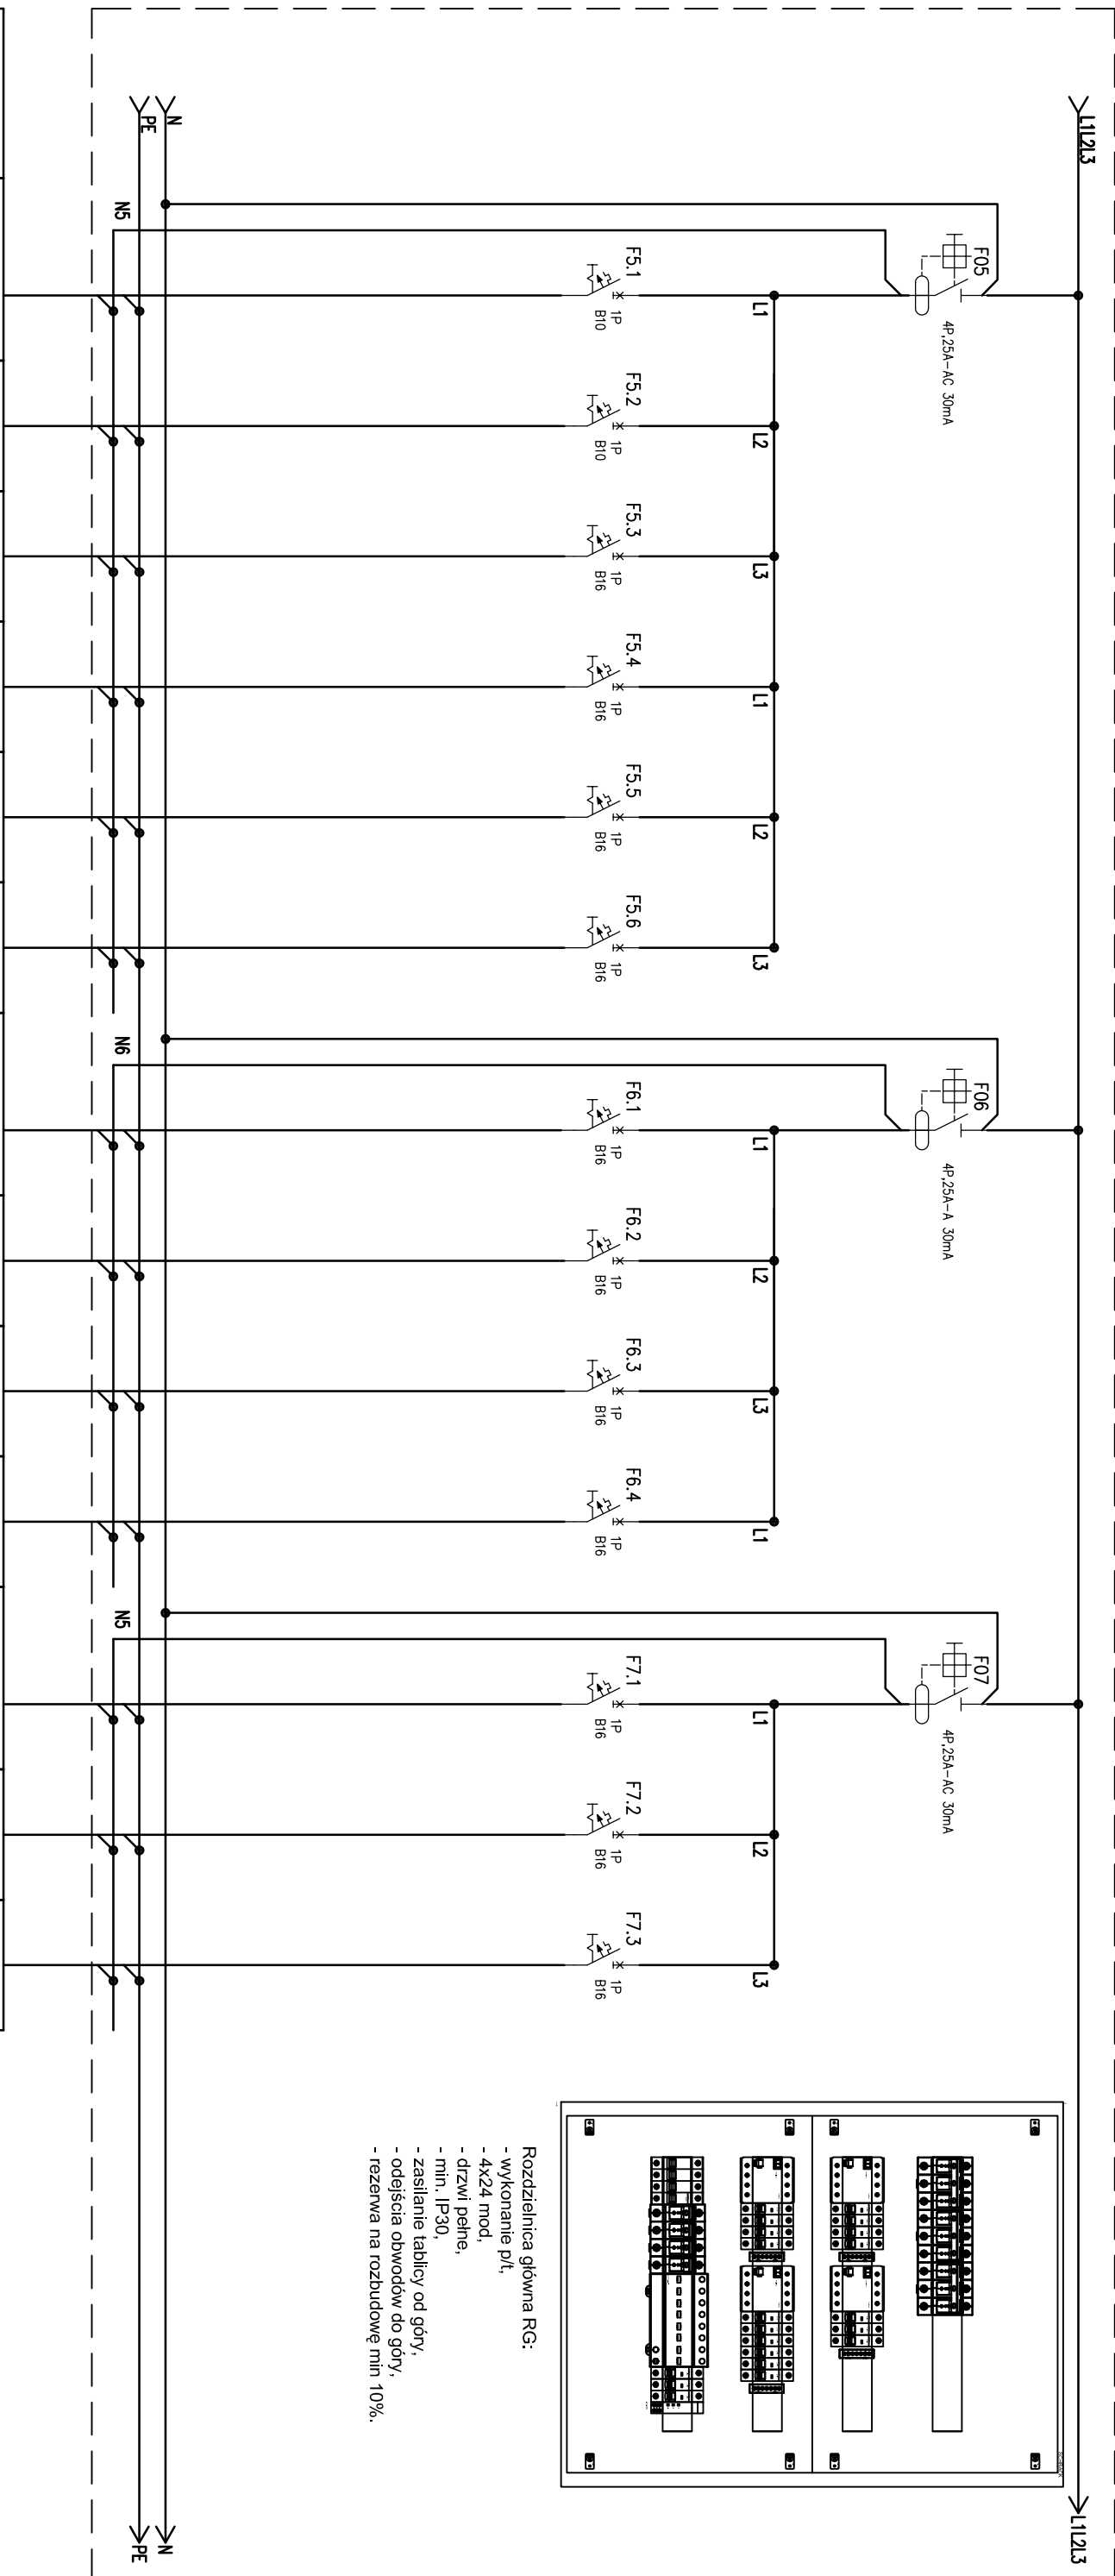 L1L2L3
L1L2L3
F05
4P,25A-AC 30mA
F06
4P,25A-A 30mA
F07
4P,25A-AC 30mA
L1
L2
L3
L1
L2
L3
L1
L2
L3
L1
L1
L2
L3
F5.1
1P
B10
F5.2
1P
B10
F5.3
1P
B16
F5.4
1P
B16
F5.5
1P
B16
F5.6
1P
B16
F6.1
1P
B16
F6.2
1P
B16
F6.3
1P
B16
F6.4
1P
B16
F7.1
1P
B16
F7.2
1P
B16
F7.3
1P
B16
Rozdzielnica główna RG:
- wykonanie p/t,
- 4x24 mod,
- drzwi pełne,
- min. IP30,
- zasilanie tablicy od góry,
- odejścia obwodów do góry,
- rezerwa na rozbudowę min 10%.
N
N
PE
PE
N5
N6
N5